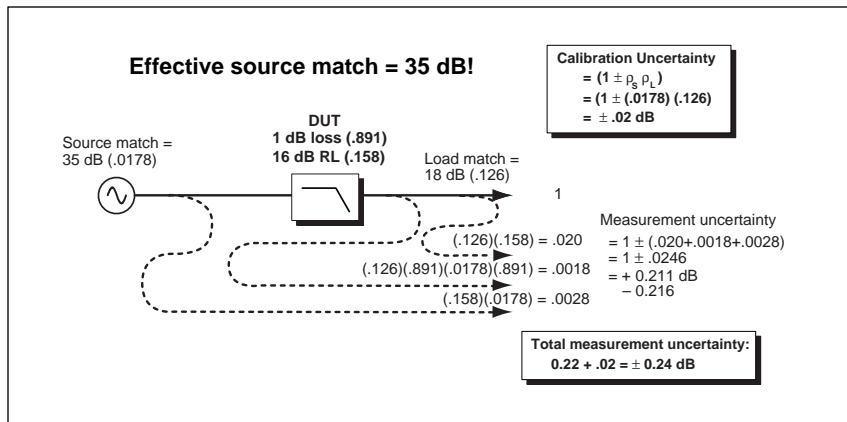 Effective source match = 35 dB!
Calibration Uncertainty
= (1 ± ρS ρL)
= (1 ± (.0178) (.126)
= ± .02 dB
DUT
1 dB loss (.891)
16 dB RL (.158)
Source match =
35 dB (.0178)
Load match =
18 dB (.126)
1
(.126)(.158) = .020
(.126)(.891)(.0178)(.891) = .0018
(.158)(.0178) = .0028
Measurement uncertainty
= 1 ± (.020+.0018+.0028)
= 1 ± .0246
= + 0.211 dB
− 0.216
Total measurement uncertainty:
0.22 + .02 = ± 0.24 dB